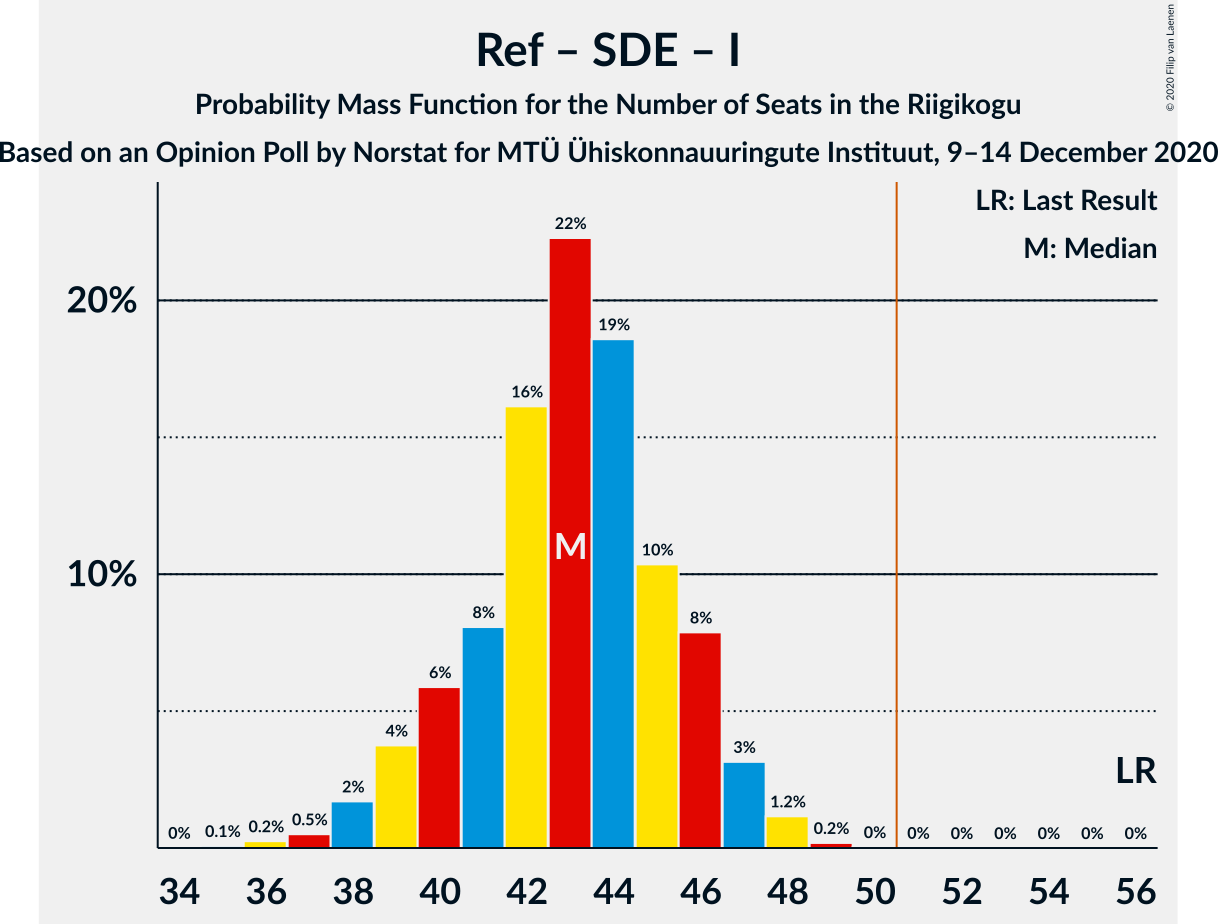 Ref – SDE – I
Probability Mass Function for the Number of Seats in the Riigikogu
Based on an Opinion Poll by Norstat for MTÜ Ühiskonnauuringute Instituut, 9–14 December 2020
© 2020 Filip van Laenen
LR: Last Result
M: Median
20%
10%
0% 0.1% 0.2% 0.5% 2% 4% 6% 8% 16% 22% 19% 10% 8% 3% 1.2% 0.2% 0% 0% 0% 0% 0% 0% 0%
M
LR
34 36 38 40 42 44 46 48 50 52 54 56